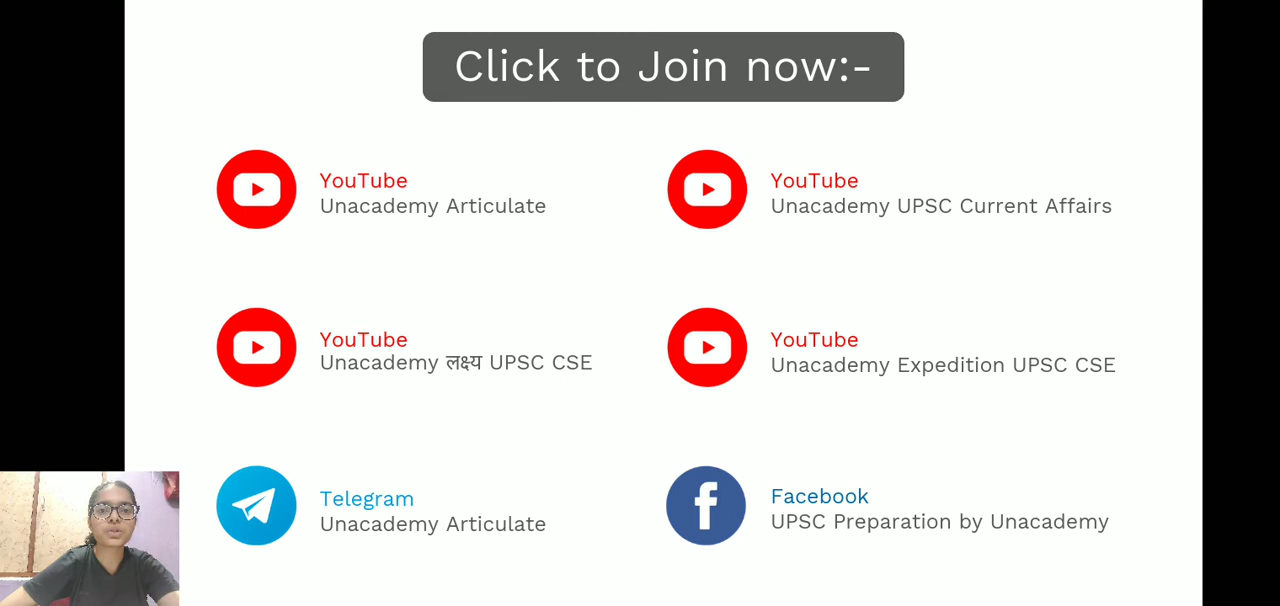 Click to Join now:-
YouTube
Unacademy Articulate
YouTube
Unacademy UPSC Current Affairs
YouTube
Unacademy लक्ष्य UPSC CSE
YouTube
Unacademy Expedition UPSC CSE
Telegram
Unacademy Articulate
Facebook
UPSC Preparation by Unacademy